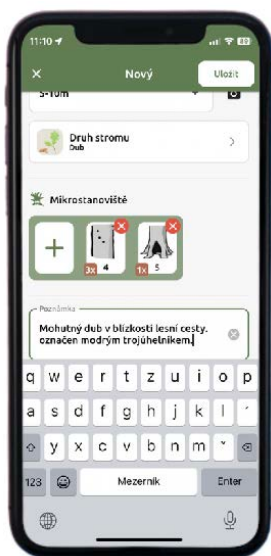 11:10
Nový
Uložit
5-10m
Druh stromu
Dub
Mikrostanoviště
3x 4
1x 5
Poznámka
Mohutný dub v blízkosti lesní cesty.
označen modrým trojúhelníkem.
q w e r t z u i o p
a s d f g h j k l ´
y x c v b n m ˇ
123 Mezerník Enter